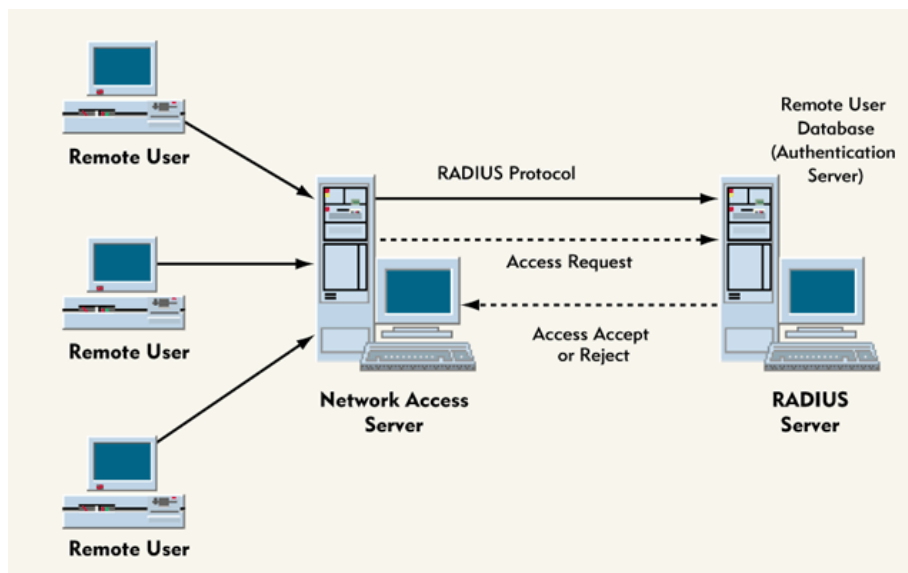 Remote User
Remote User
Remote User
Network Access
Server
RADIUS Protocol
Access Request
Access Accept
or Reject
Remote User
Database
(Authentication
Server)
RADIUS
Server